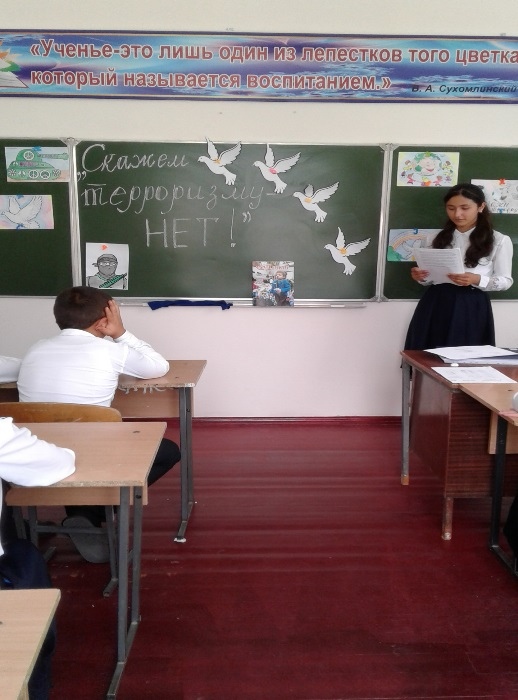 «Ученье-это лишь один из лепестков того цветка
который называется воспитанием.»
В. А. Сухомлинский
„Скажем
терроризму-
НЕТ!”